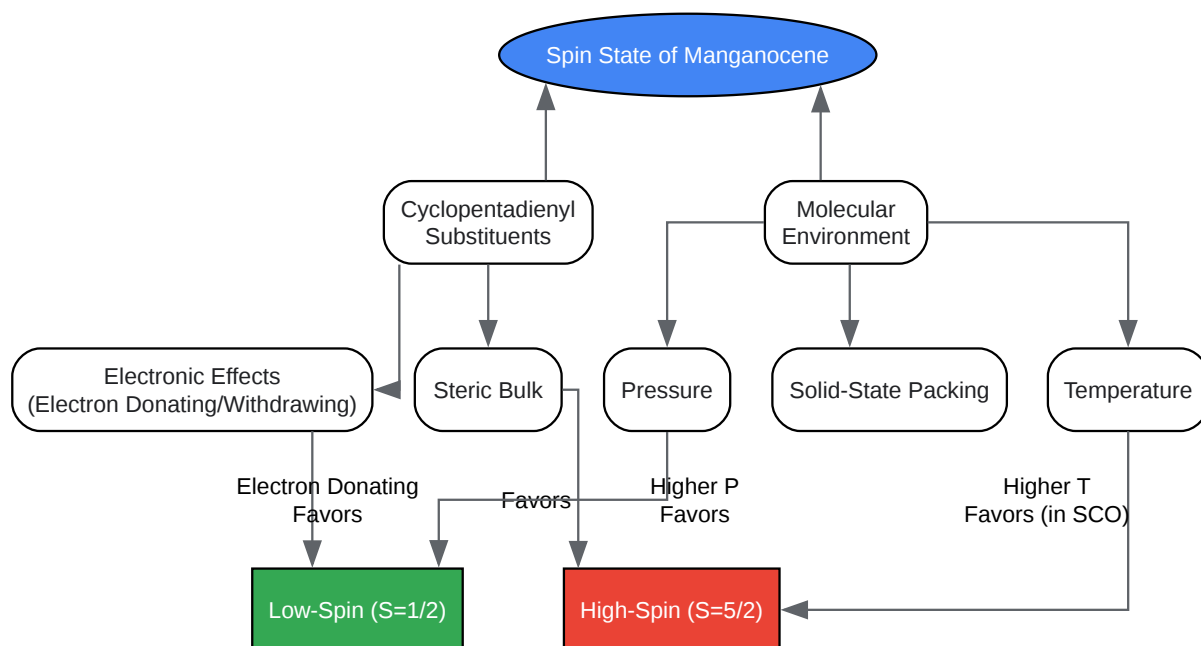 Spin State of Manganocene
Cyclopentadienyl
Substituents
Molecular
Environment
Electronic Effects
(Electron Donating/Withdrawing)
Steric Bulk
Pressure
Solid-State Packing
Temperature
Electron Donating
Favors
Favors
Higher P
Favors
Higher T
Favors (in SCO)
Low-Spin (S=1/2)
High-Spin (S=5/2)